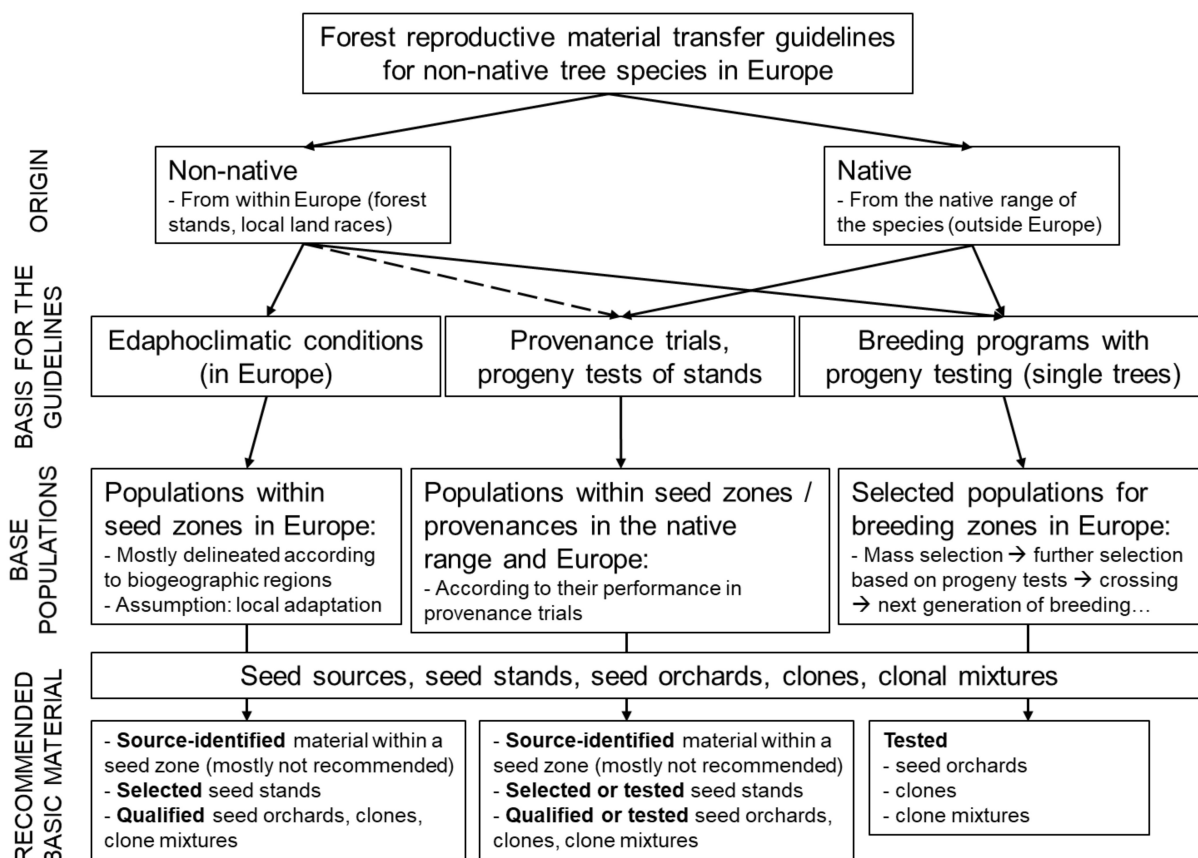 Forest reproductive material transfer guidelines
for non-native tree species in Europe
ORIGIN
Non-native
- From within Europe (forest
stands, local land races)
Native
- From the native range of
the species (outside Europe)
BASIS FOR THE
GUIDELINES
Edaphoclimatic conditions
(in Europe)
Provenance trials,
progeny tests of stands
Breeding programs with
progeny testing (single trees)
BASE
POPULATIONS
Populations within
seed zones in Europe:
- Mostly delineated according
to biogeographic regions
- Assumption: local adaptation
Populations within seed zones /
provenances in the native
range and Europe:
- According to their performance in
provenance trials
Selected populations for
breeding zones in Europe:
- Mass selection → further selection
based on progeny tests → crossing
→ next generation of breeding…
RECOMMENDED
BASIC MATERIAL
Seed sources, seed stands, seed orchards, clones, clonal mixtures
- Source-identified material within a
seed zone (mostly not recommended)
- Selected seed stands
- Qualified seed orchards, clones,
clone mixtures
- Source-identified material within a
seed zone (mostly not recommended)
- Selected or tested seed stands
- Qualified or tested seed orchards,
clones, clone mixtures
Tested
- seed orchards
- clones
- clone mixtures